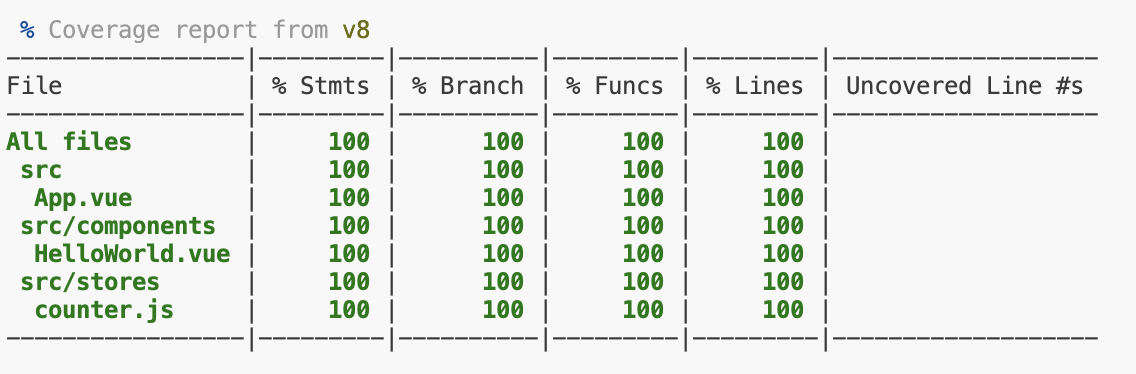 % Coverage report from v8
-----------------|---------|----------|---------|---------|-------------------
File             | % Stmts | % Branch | % Funcs | % Lines | Uncovered Line #s
-----------------|---------|----------|---------|---------|-------------------
All files        |     100 |      100 |     100 |     100 |
 src             |     100 |      100 |     100 |     100 |
  App.vue        |     100 |      100 |     100 |     100 |
 src/components  |     100 |      100 |     100 |     100 |
  HelloWorld.vue |     100 |      100 |     100 |     100 |
 src/stores      |     100 |      100 |     100 |     100 |
  counter.js     |     100 |      100 |     100 |     100 |
-----------------|---------|----------|---------|---------|-------------------